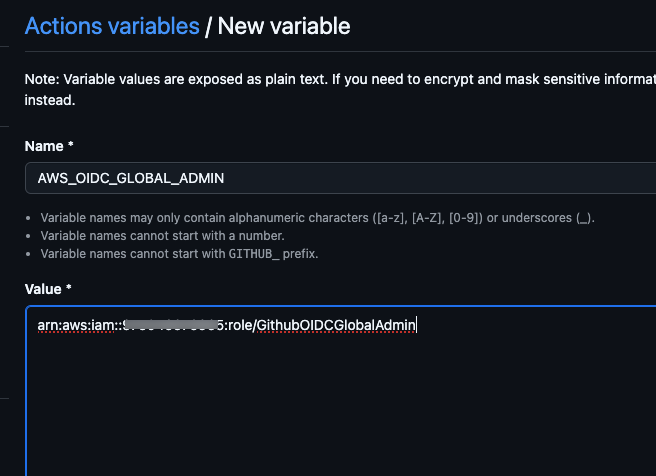 Actions variables / New variable
Note: Variable values are exposed as plain text. If you need to encrypt and mask sensitive informat
instead.
Name *
AWS_OIDC_GLOBAL_ADMIN
Variable names may only contain alphanumeric characters ([a-z], [A-Z], [0-9]) or underscores (_).
Variable names cannot start with a number.
Variable names cannot start with GITHUB_ prefix.
Value *
arn:aws:iam:::role/GithubOIDCGlobalAdmin